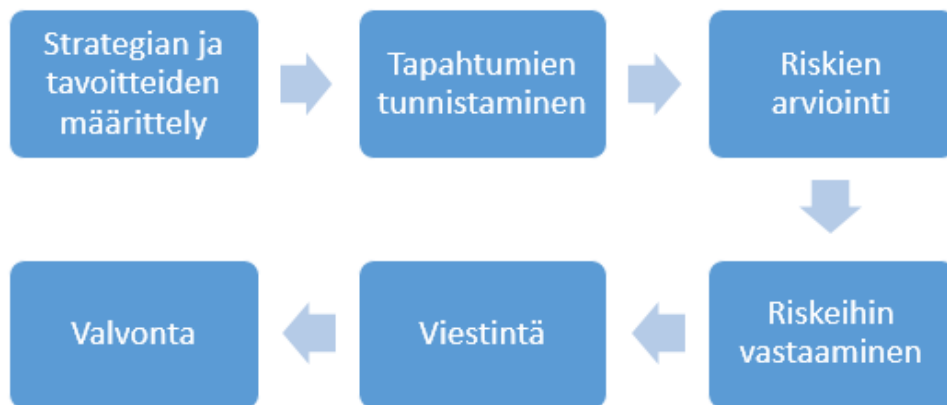 Strategian ja
tavoitteiden
määrittely
Tapahtumien
tunnistaminen
Riskien
arviointi
Riskeihin
vastaaminen
Viestintä
Valvonta